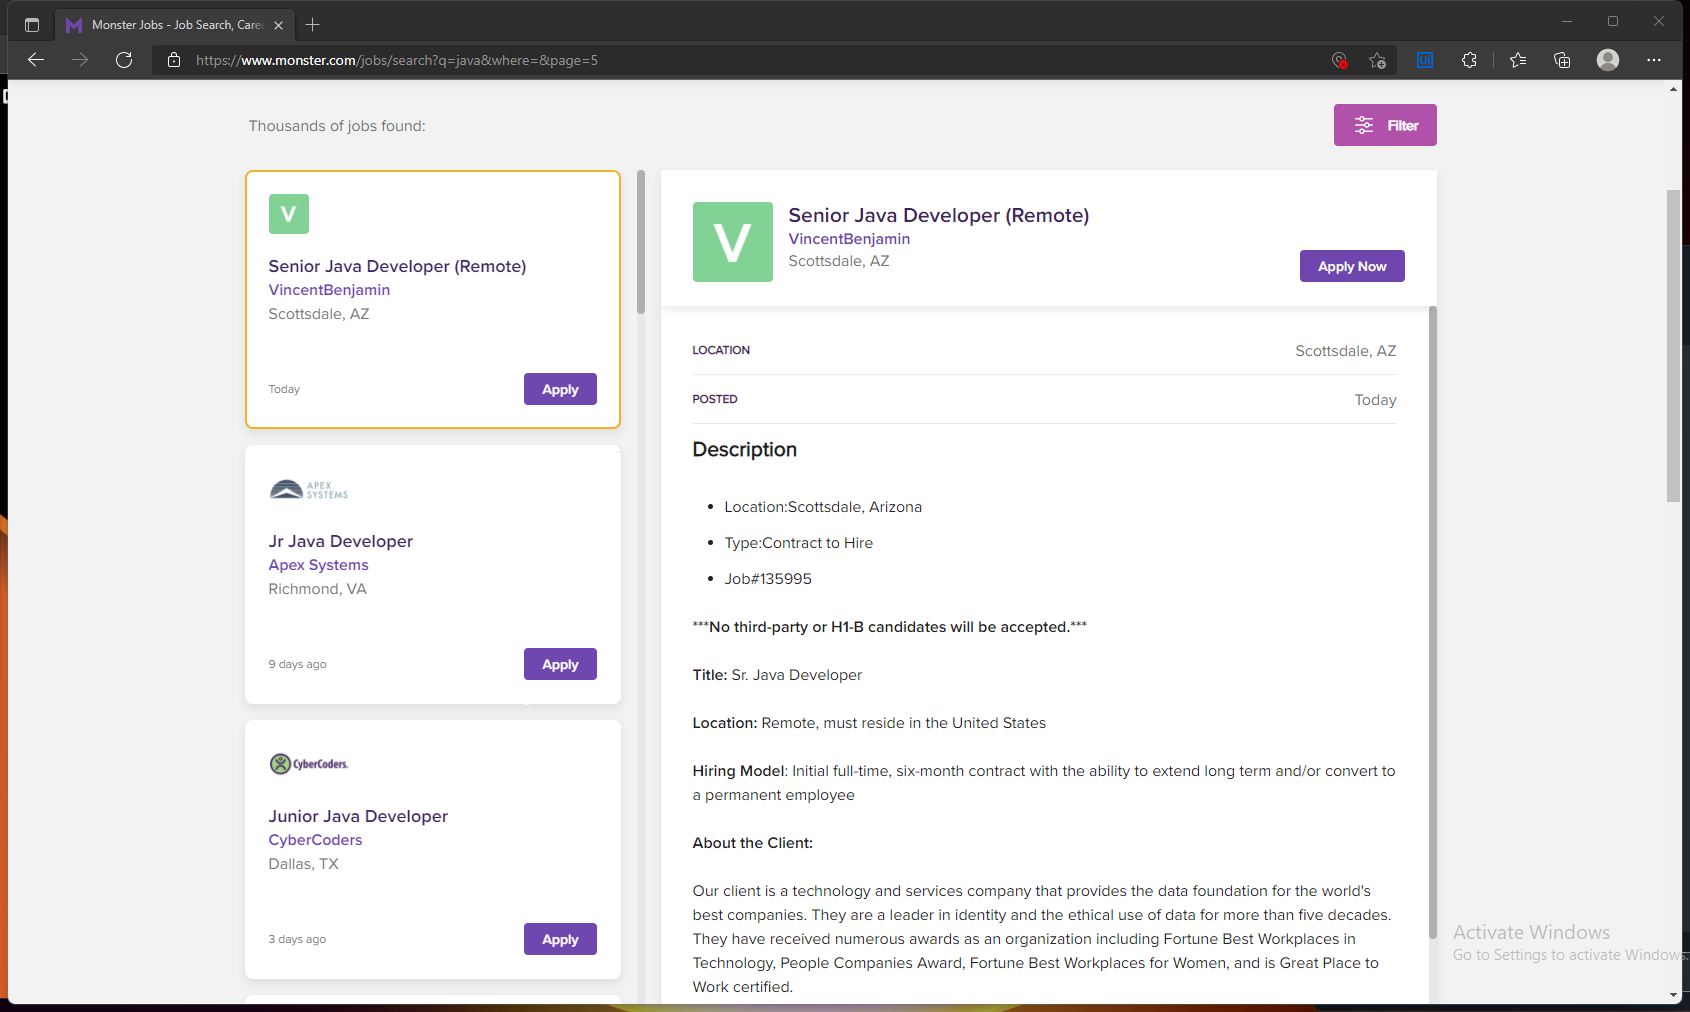 Monster Jobs - Job Search, Care
https://www.monster.com/jobs/search?q=java&where=&page=5
Thousands of jobs found:
Filter
V
Senior Java Developer (Remote)
VincentBenjamin
Scottsdale, AZ
Today
Apply
APEX
SYSTEMS
Jr Java Developer
Apex Systems
Richmond, VA
9 days ago
Apply
CyberCoders.
Junior Java Developer
CyberCoders
Dallas, TX
3 days ago
Apply
V
Senior Java Developer (Remote)
VincentBenjamin
Scottsdale, AZ
Apply Now
LOCATION Scottsdale, AZ
POSTED Today
Description
• Location:Scottsdale, Arizona
• Type:Contract to Hire
• Job#135995
***No third-party or H1-B candidates will be accepted.***
Title: Sr. Java Developer
Location: Remote, must reside in the United States
Hiring Model: Initial full-time, six-month contract with the ability to extend long term and/or convert to
a permanent employee
About the Client:
Our client is a technology and services company that provides the data foundation for the world's
best companies. They are a leader in identity and the ethical use of data for more than five decades.
They have received numerous awards as an organization including Fortune Best Workplaces in
Technology, People Companies Award, Fortune Best Workplaces for Women, and is Great Place to
Work certified.
Activate Windows
Go to Settings to activate Windows.